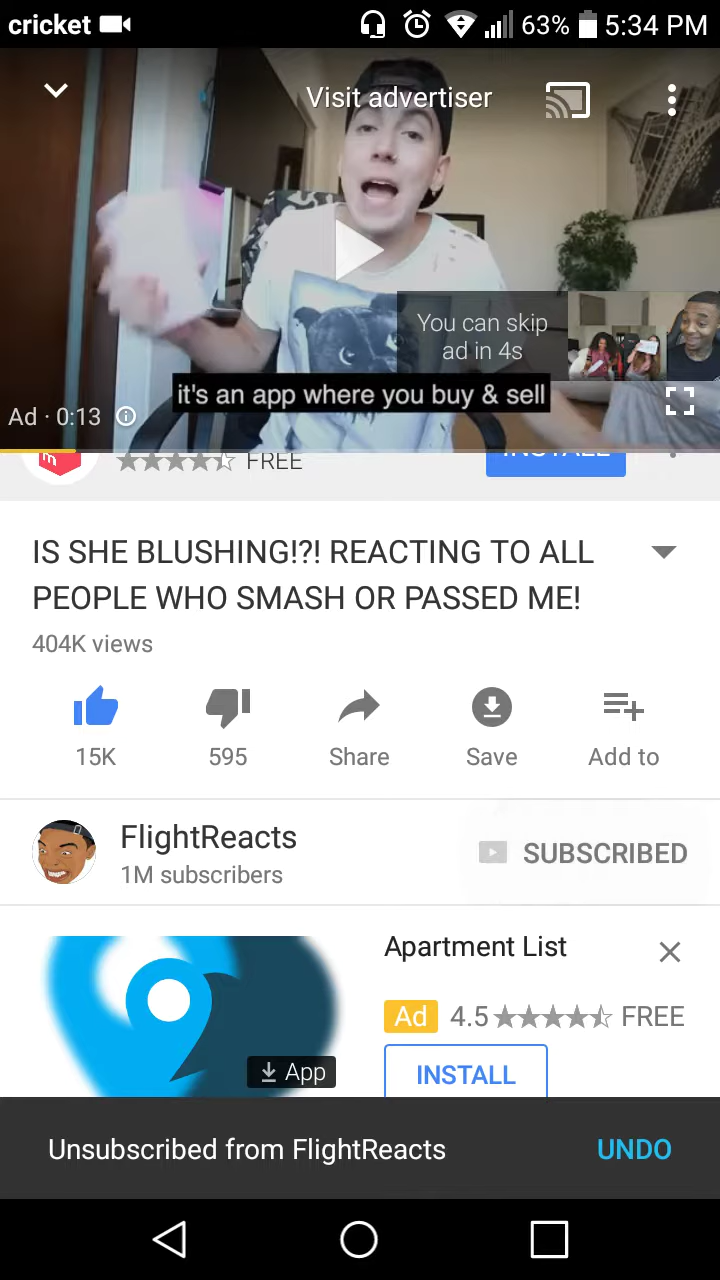 cricket 63% 5:34 PM
Visit advertiser
You can skip
ad in 4s
it's an app where you buy & sell
Ad · 0:13
FREE INSTALL
IS SHE BLUSHING!?! REACTING TO ALL
PEOPLE WHO SMASH OR PASSED ME!
404K views
15K 595 Share Save Add to
FlightReacts
1M subscribers
SUBSCRIBED
Apartment List
Ad 4.5 FREE
App
INSTALL
Unsubscribed from FlightReacts UNDO